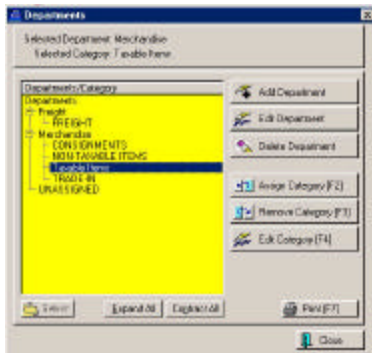 Departments
Selected Department: Merchandise
Selected Category: Taxable Items
Departments/Category
Departments
Freight
FREIGHT
Merchandise
CONSIGNMENTS
NON-TAXABLE ITEMS
Taxable Items
TRADE-IN
UNASSIGNED
Add Department
Edit Department
Delete Department
Assign Category [F2]
Remove Category [F3]
Edit Category [F4]
Select
Expand All
Contract All
Print [F7]
Close